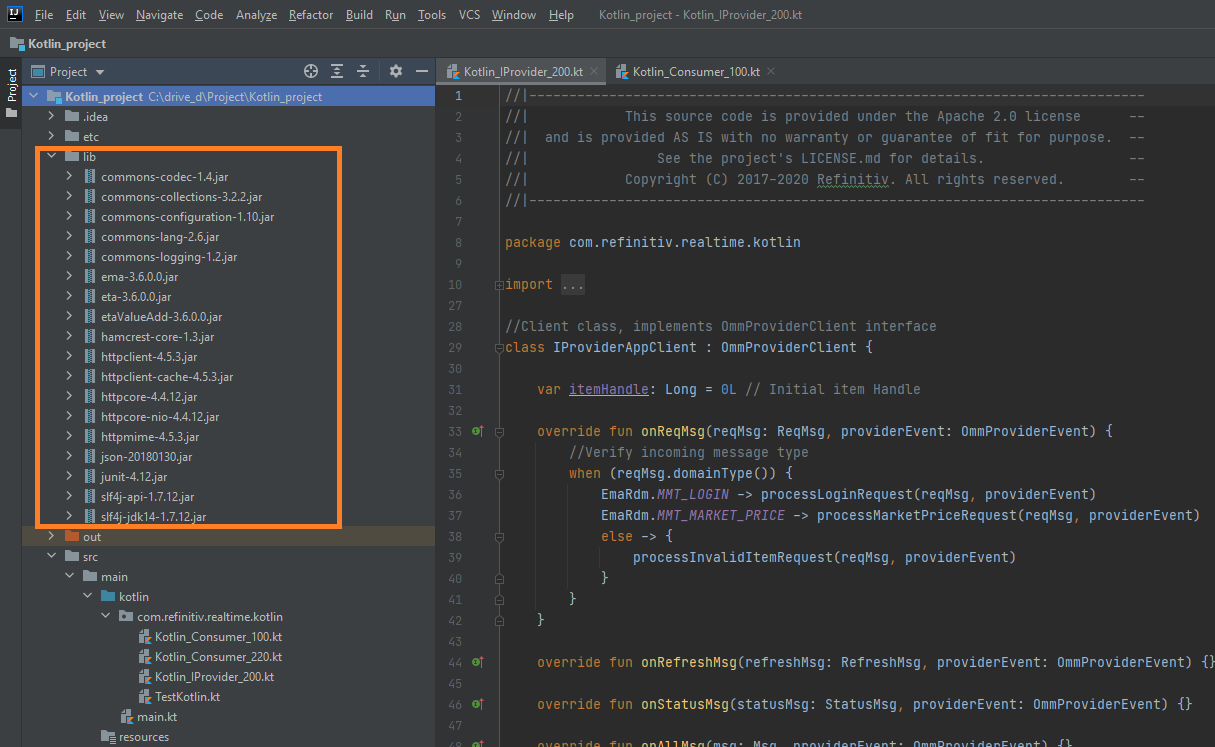 IJ File Edit View Navigate Code Analyze Refactor Build Run Tools VCS Window Help Kotlin_project - Kotlin_IProvider_200.kt
Kotlin_project
Project
Project
Kotlin_project C:\drive_d\Project\Kotlin_project
.idea
etc
lib
commons-codec-1.4.jar
commons-collections-3.2.2.jar
commons-configuration-1.10.jar
commons-lang-2.6.jar
commons-logging-1.2.jar
ema-3.6.0.0.jar
eta-3.6.0.0.jar
etaValueAdd-3.6.0.0.jar
hamcrest-core-1.3.jar
httpclient-4.5.3.jar
httpclient-cache-4.5.3.jar
httpcore-4.4.12.jar
httpcore-nio-4.4.12.jar
httpmime-4.5.3.jar
json-20180130.jar
junit-4.12.jar
slf4j-api-1.7.12.jar
slf4j-jdk14-1.7.12.jar
out
src
main
kotlin
com.refinitiv.realtime.kotlin
Kotlin_Consumer_100.kt
Kotlin_Consumer_220.kt
Kotlin_IProvider_200.kt
TestKotlin.kt
main.kt
resources
Kotlin_IProvider_200.kt Kotlin_Consumer_100.kt
1 //|-----------------------------------------------------------------------------
2 //| This source code is provided under the Apache 2.0 license --
3 //| and is provided AS IS with no warranty or guarantee of fit for purpose. --
4 //| See the project's LICENSE.md for details. --
5 //| Copyright (C) 2017-2020 Refinitiv. All rights reserved. --
6 //|-----------------------------------------------------------------------------
7
8 package com.refinitiv.realtime.kotlin
9
10 import ...
27
28 //Client class, implements OmmProviderClient interface
29 class IProviderAppClient : OmmProviderClient {
30
31 var itemHandle: Long = 0L // Initial item Handle
32
33 override fun onReqMsg(reqMsg: ReqMsg, providerEvent: OmmProviderEvent) {
34 //Verify incoming message type
35 when (reqMsg.domainType()) {
36 EmaRdm.MMT_LOGIN -> processLoginRequest(reqMsg, providerEvent)
37 EmaRdm.MMT_MARKET_PRICE -> processMarketPriceRequest(reqMsg, providerEvent)
38 else -> {
39 processInvalidItemRequest(reqMsg, providerEvent)
40 }
41 }
42 }
43
44 override fun onRefreshMsg(refreshMsg: RefreshMsg, providerEvent: OmmProviderEvent) {}
45
46 override fun onStatusMsg(statusMsg: StatusMsg, providerEvent: OmmProviderEvent) {}
47
48 override fun onAllMsg(msg: Msg, providerEvent: OmmProviderEvent) {}